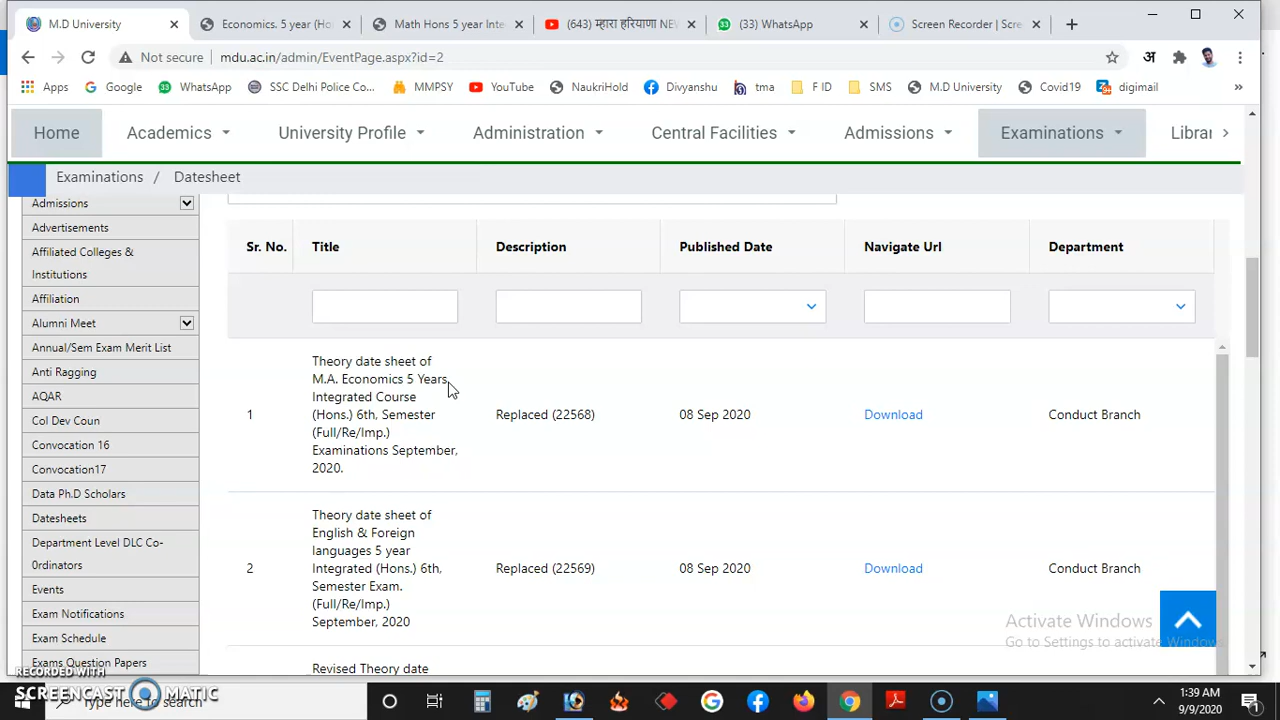 M.D University
Economics. 5 year (Ho
Math Hons 5 year Inte
(643) म्हारा हरियाणा NEV
(33) WhatsApp
Screen Recorder | Scre
Not secure
mdu.ac.in/admin/EventPage.aspx?id=2
अ
Apps
Google
WhatsApp
SSC Delhi Police Co...
MMPSY
YouTube
NaukriHold
Divyanshu
tma
F ID
SMS
M.D University
Covid19
digimail
»
Home
Academics
University Profile
Administration
Central Facilities
Admissions
Examinations
Librar
Examinations / Datesheet
Admissions
Advertisements
Affiliated Colleges &
Institutions
Affiliation
Alumni Meet
Annual/Sem Exam Merit List
Anti Ragging
AQAR
Col Dev Coun
Convocation 16
Convocation17
Data Ph.D Scholars
Datesheets
Department Level DLC Co-
0rdinators
Events
Exam Notifications
Exam Schedule
Exams Question Papers
Sr. No.
Title
Description
Published Date
Navigate Url
Department
1
Theory date sheet of
M.A. Economics 5 Years
Integrated Course
(Hons.) 6th, Semester
(Full/Re/Imp.)
Examinations September,
2020.
Replaced (22568)
08 Sep 2020
Download
Conduct Branch
2
Theory date sheet of
English & Foreign
languages 5 year
Integrated (Hons.) 6th,
Semester Exam.
(Full/Re/Imp.)
September, 2020
Replaced (22569)
08 Sep 2020
Download
Conduct Branch
Revised Theory date
Activate Windows
Go to Settings to activate Windows.
RECORDED WITH
SCREENCAST MATIC
Type here to search
1:39 AM
9/9/2020
1